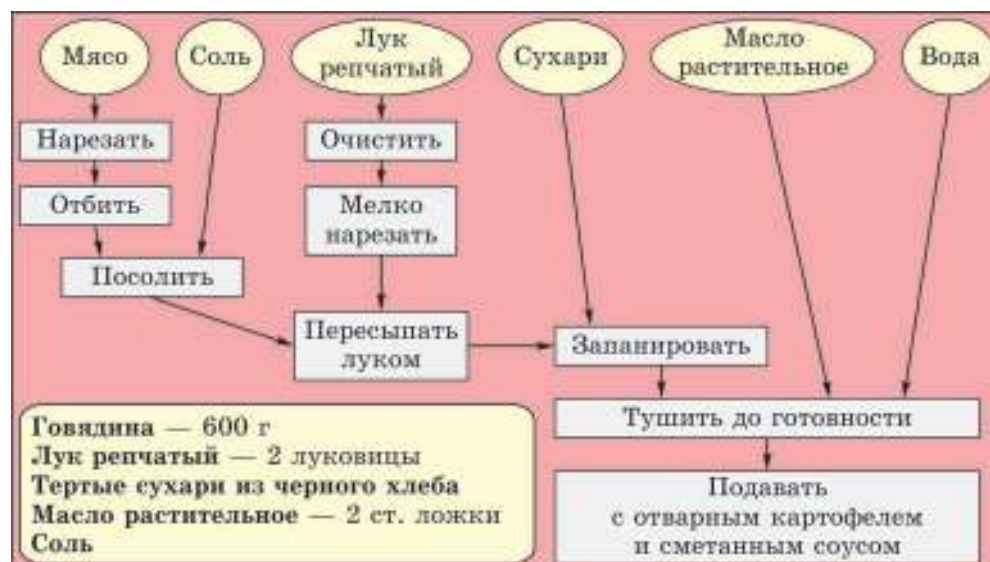 Мясо
Соль
Лук
репчатый
Сухари
Масло
растительное
Вода
Нарезать
Очистить
Отбить
Мелко
нарезать
Посолить
Пересыпать
луком
Запанировать
Тушить до готовности
Подавать
с отварным картофелем
и сметанным соусом
Говядина — 600 г
Лук репчатый — 2 луковицы
Тертые сухари из черного хлеба
Масло растительное — 2 ст. ложки
Соль